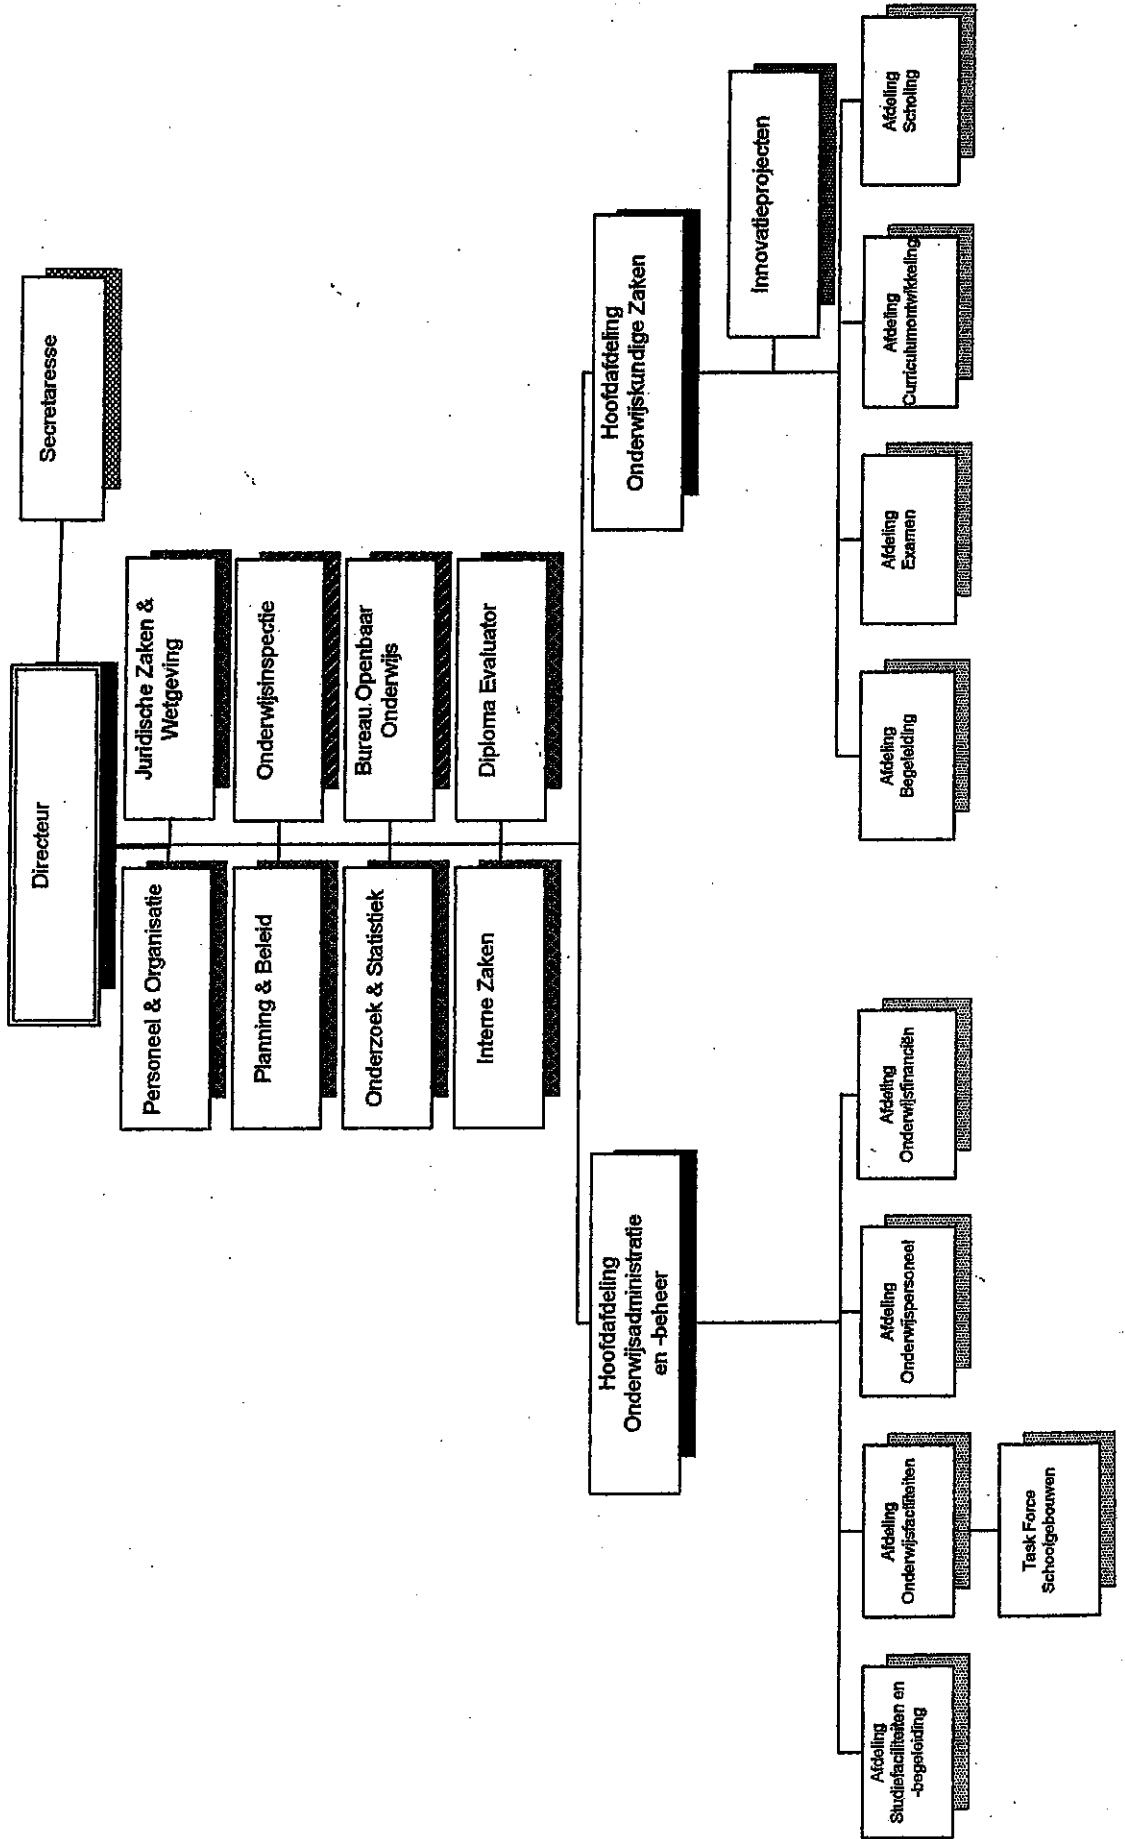 Directeur
Secretaresse
Personeel & Organisatie
Juridische Zaken &
Wetgeving
Planning & Beleid
Onderwijsinspectie
Onderzoek & Statistiek
Bureau Openbaar
Onderwijs
Interne Zaken
Diploma Evaluator
Hoofdafdeling
Onderwijsadministratie
en -beheer
Hoofdafdeling
Onderwijskundige Zaken
Innovatieprojecten
Afdeling
Studiefaciliteiten en
-begeleiding
Afdeling
Onderwijsfaciliteiten
Afdeling
Onderwijspersoneel
Afdeling
Onderwijsfinanciën
Afdeling
Begeleiding
Afdeling
Examen
Afdeling
Curriculumontwikkeling
Afdeling
Scholing
Task Force
Schoolgebouwen